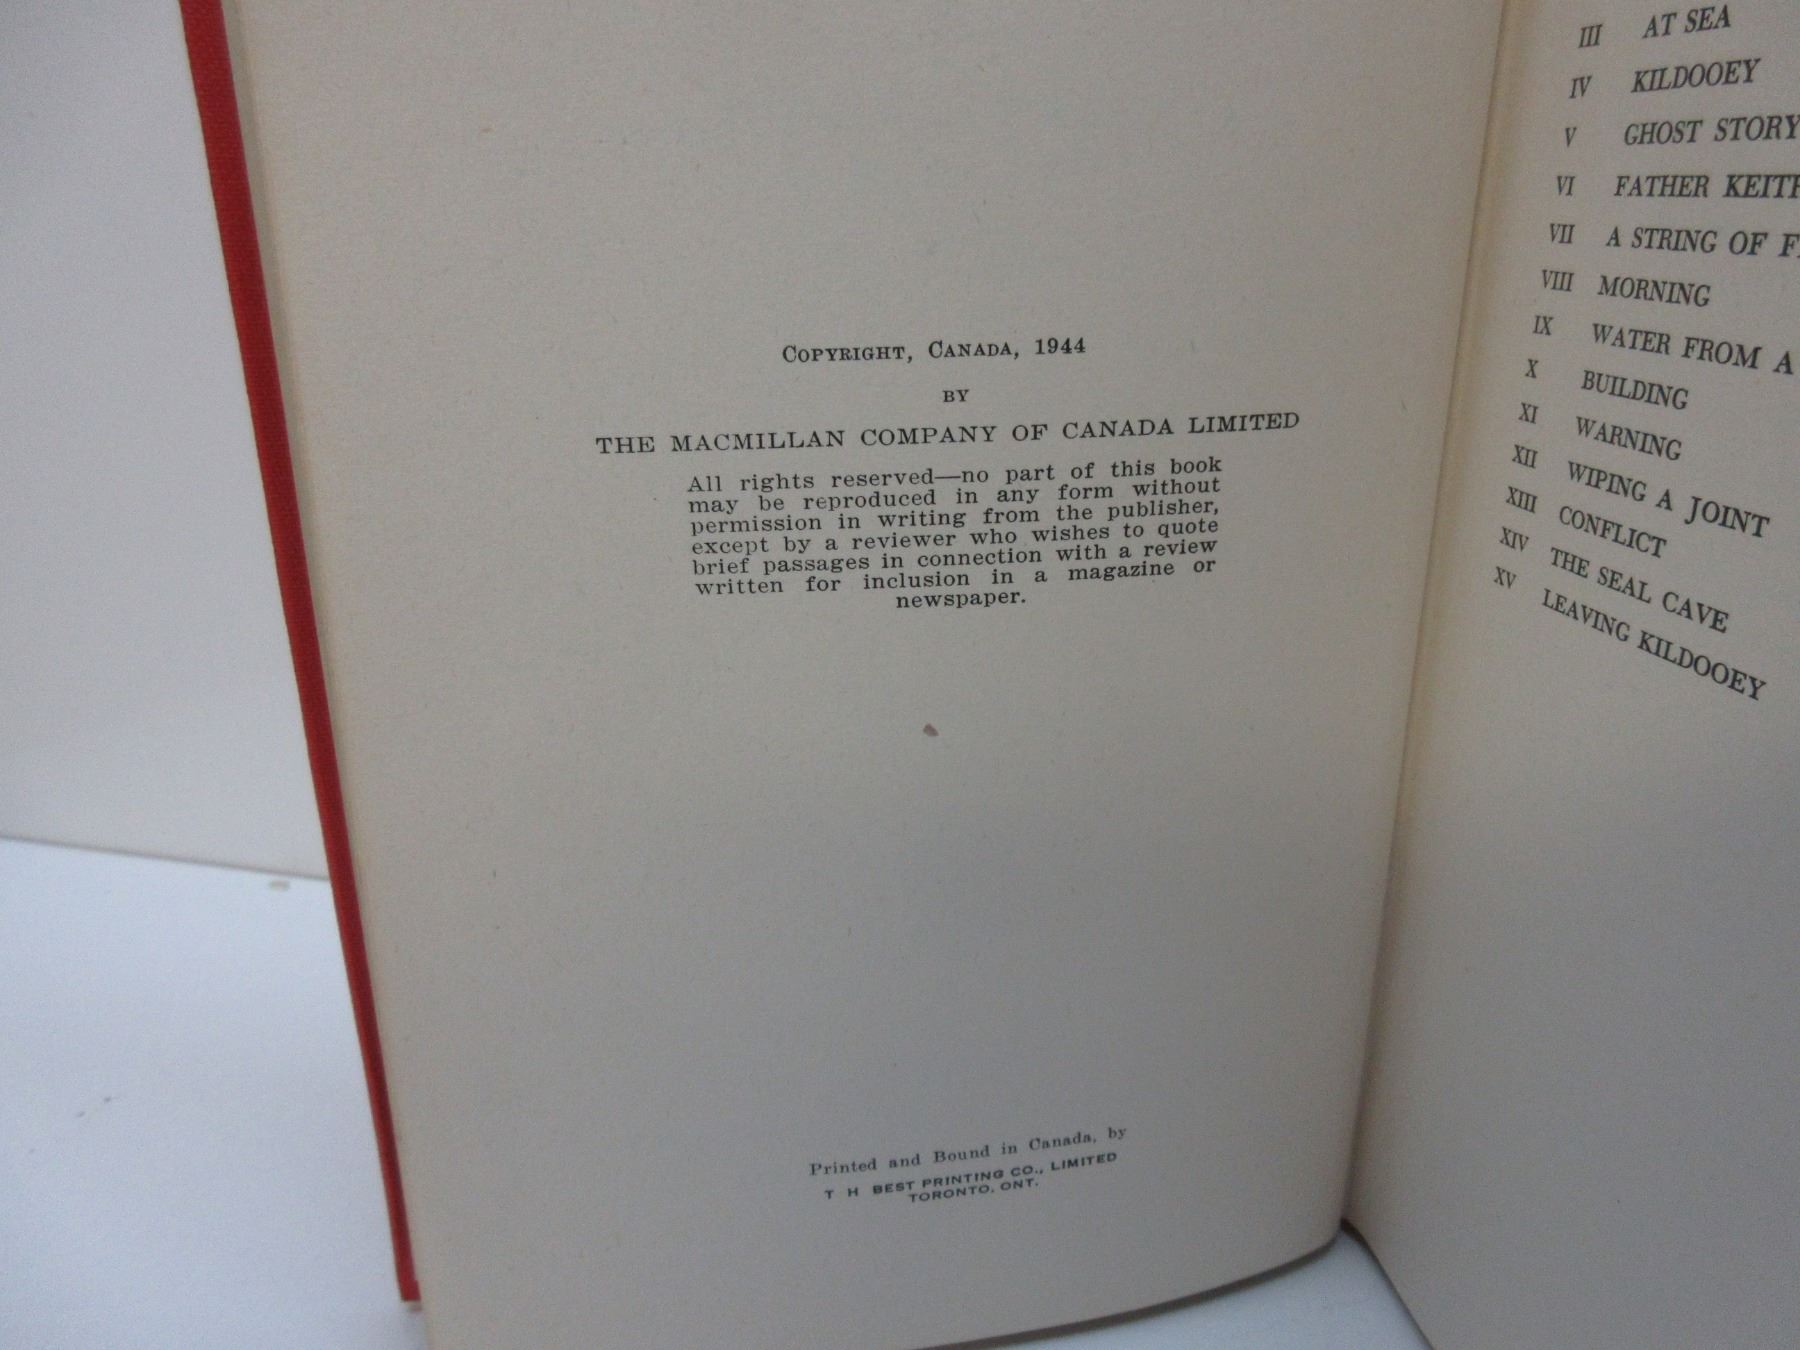 COPYRIGHT, CANADA, 1944
BY
THE MACMILLAN COMPANY OF CANADA LIMITED
All rights reserved—no part of this book
may be reproduced in any form without
permission in writing from the publisher,
except by a reviewer who wishes to quote
brief passages in connection with a review
written for inclusion in a magazine or
newspaper.
Printed and Bound in Canada, by
T H BEST PRINTING CO., LIMITED
TORONTO, ONT.
III AT SEA
IV KILDOOEY
V GHOST STORY
VI FATHER KEITH
VII A STRING OF
VIII MORNING
IX WATER FROM A
X BUILDING
XI WARNING
XII WIPING A JOINT
XIII CONFLICT
XIV THE SEAL CAVE
XV LEAVING KILDOOEY